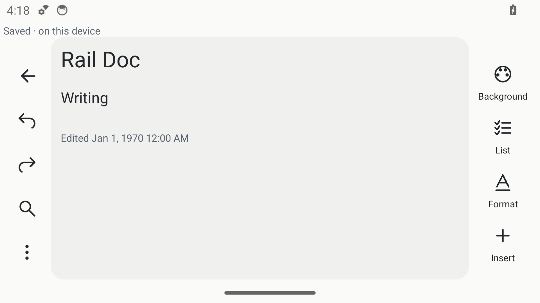 4:18
Saved · on this device
Rail Doc
Writing
Edited Jan 1, 1970 12:00 AM
Background
List
Format
Insert